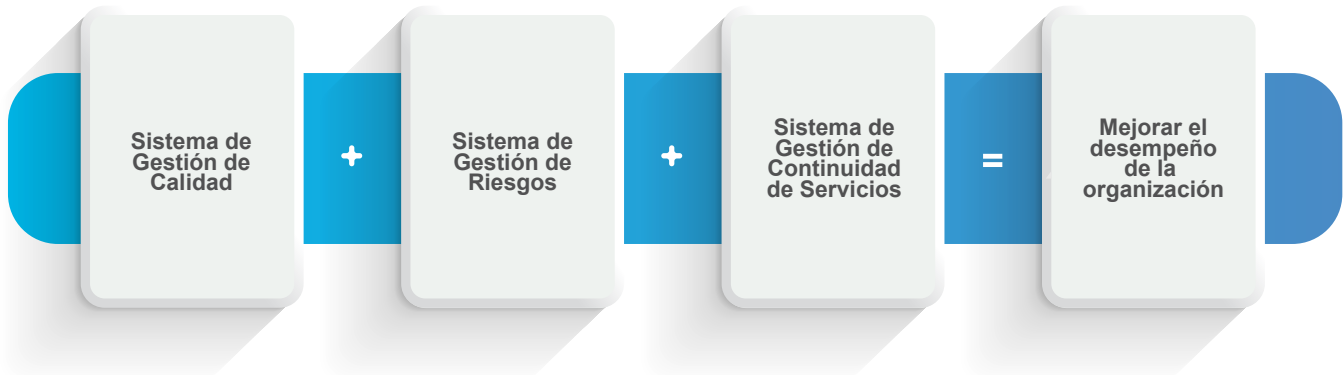 Sistema de
Gestión de
Calidad
+
Sistema de
Gestión de
Riesgos
+
Sistema de
Gestión de
Continuidad
de Servicios
=
Mejorar el
desempeño
de la
organización